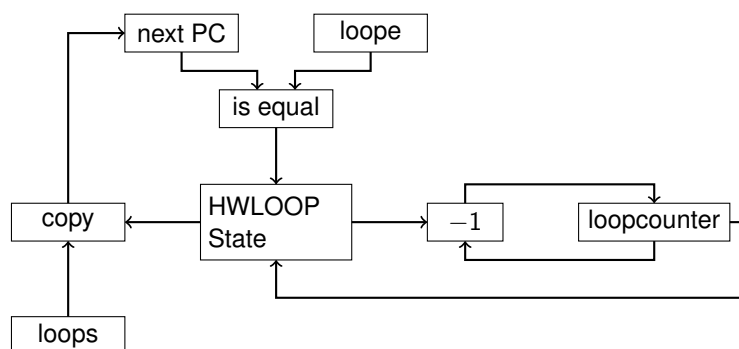 next PC
loope
is equal
copy
HWLOOP
State
−1
loopcounter
loops